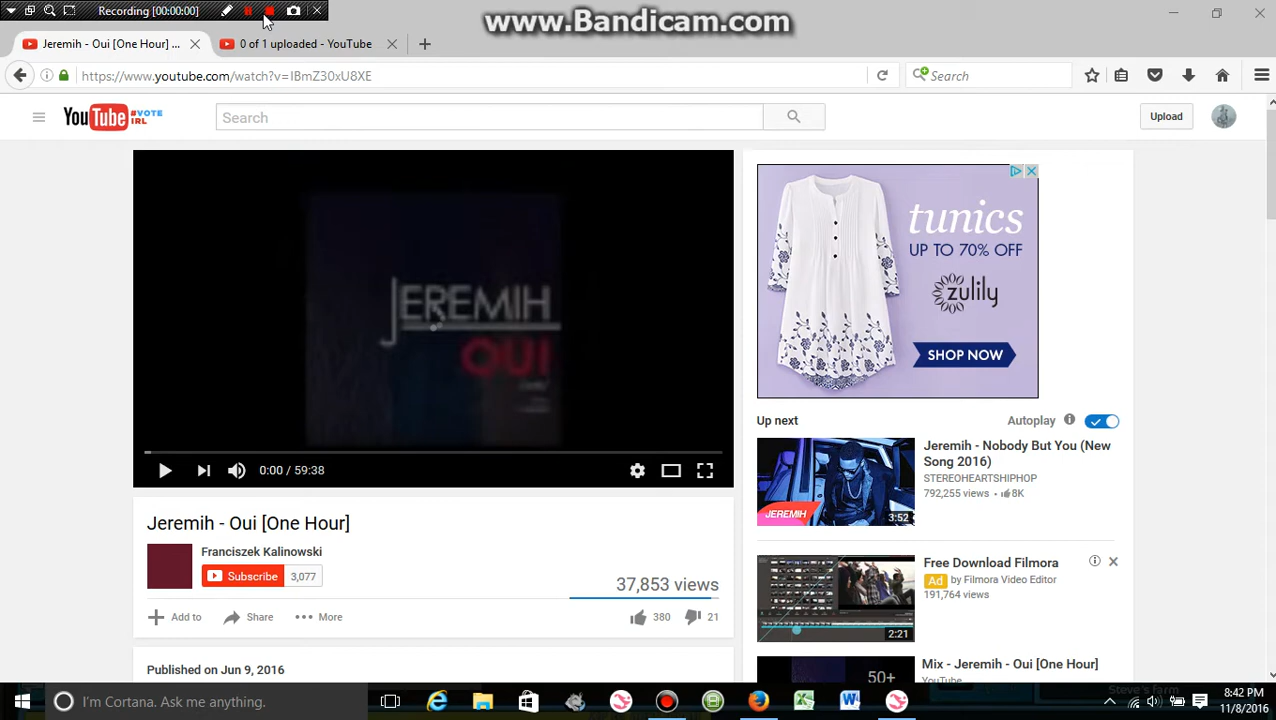 Recording [00:00:00]
www.Bandicam.com
Jeremih - Oui [One Hour]...
0 of 1 uploaded - YouTube
https://www.youtube.com/watch?v=IBmZ30xU8XE
Search
YouTube
#VOTE
IRL
Search
Upload
JEREMIH
OUI
tunics
UP TO 70% OFF
zulily
SHOP NOW
Up next
Autoplay
Jeremih - Nobody But You (New
Song 2016)
STEREOHEARTSHIPHOP
792,255 views • 8K
JEREMIH
3:52
0:00 / 59:38
Jeremih - Oui [One Hour]
Franciszek Kalinowski
Subscribe 3,077
37,853 views
Add to Share More
380 21
Free Download Filmora
Ad by Filmora Video Editor
191,764 views
2:21
Published on Jun 9, 2016
Mix - Jeremih - Oui [One Hour]
YouTube
50+
I'm Cortana. Ask me anything.
Steve's farm
8:42 PM
11/8/2016